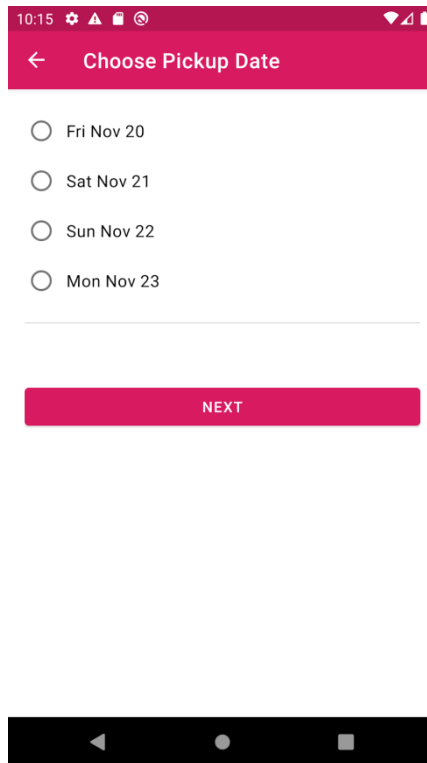 10:15
Choose Pickup Date
Fri Nov 20
Sat Nov 21
Sun Nov 22
Mon Nov 23
NEXT